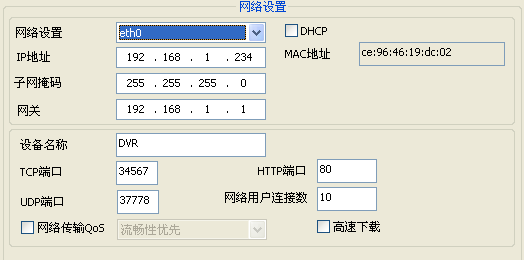 网络设置
网络设置 eth0 DHCP
IP地址 192 . 168 . 1 . 234 MAC地址 ce:96:46:19:dc:02
子网掩码 255 . 255 . 255 . 0
网关 192 . 168 . 1 . 1
设备名称 DVR
TCP端口 34567 HTTP端口 80
UDP端口 37778 网络用户连接数 10
网络传输QoS 流畅性优先 高速下载